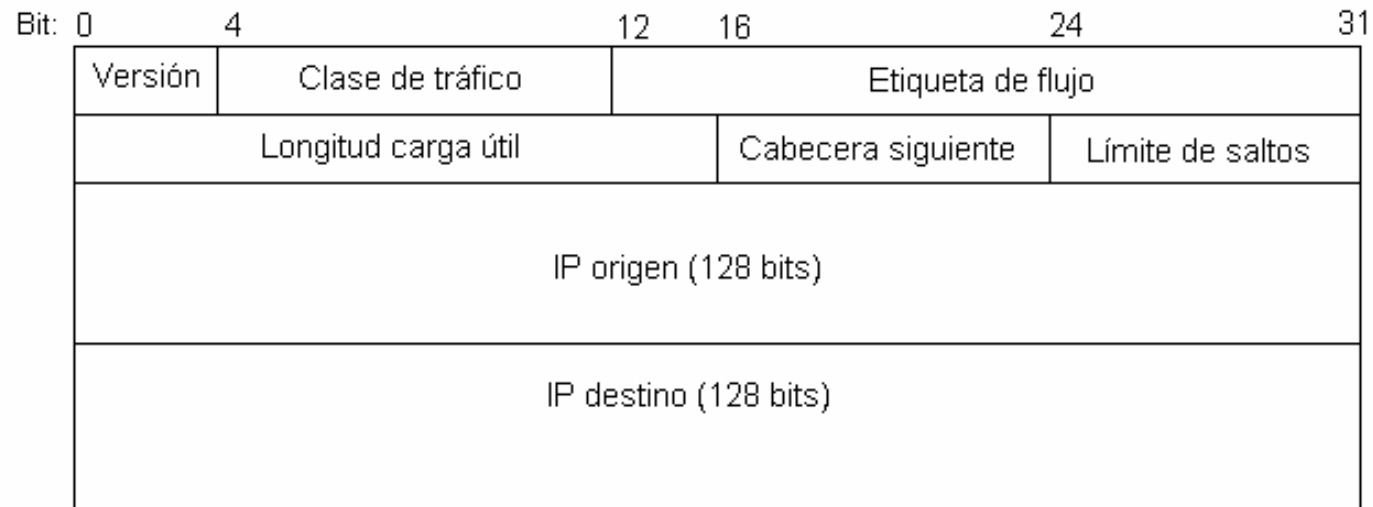 Bit: 0 4 12 16 24 31
Versión Clase de tráfico Etiqueta de flujo
Longitud carga útil Cabecera siguiente Límite de saltos
IP origen (128 bits)
IP destino (128 bits)